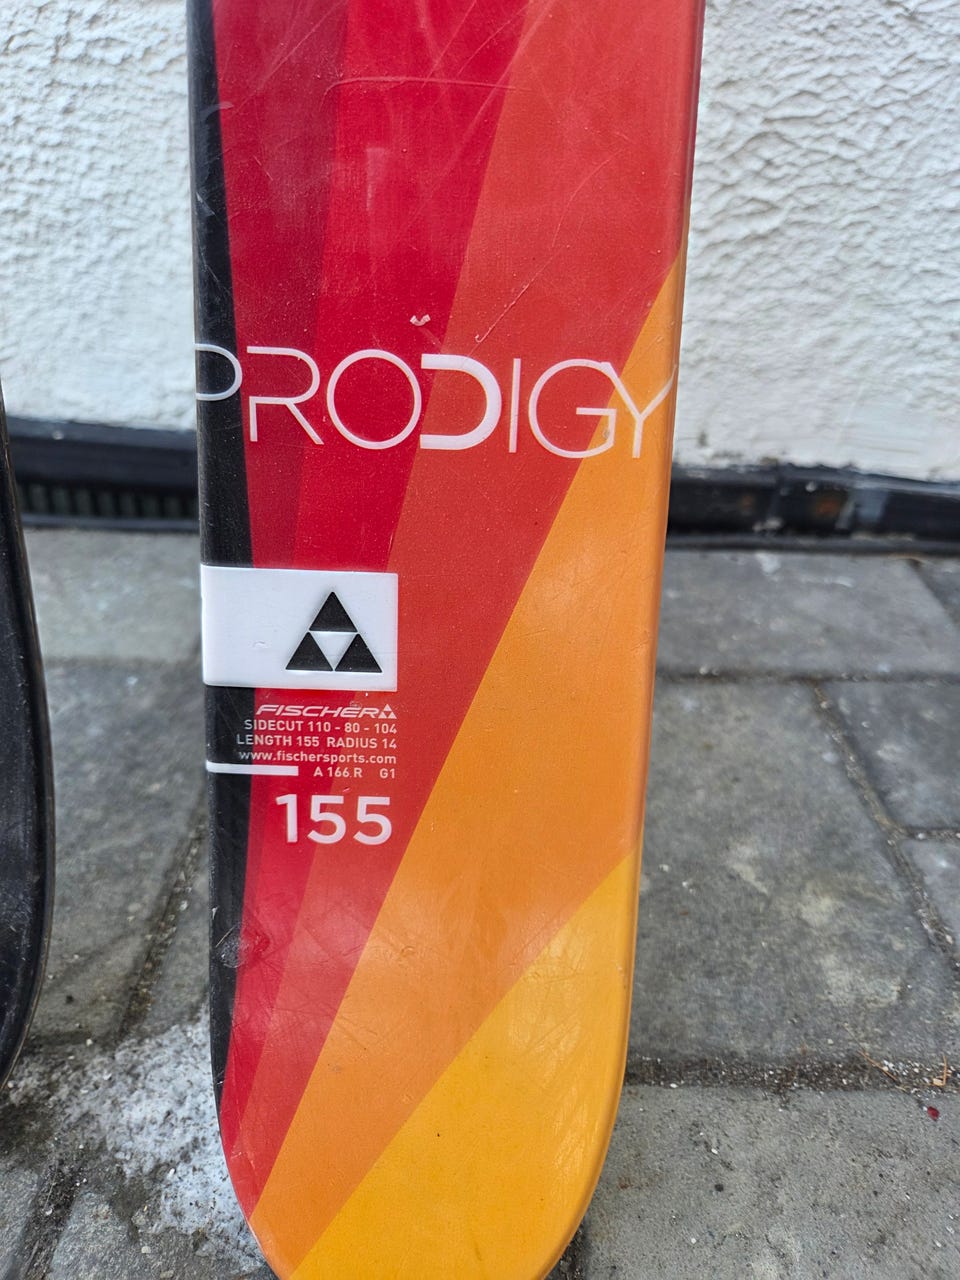 PRODIGY
FISCHER
SIDECUT 110 - 80 - 104
LENGTH 155 RADIUS 14
www.fischersports.com
A 166 R G1
155